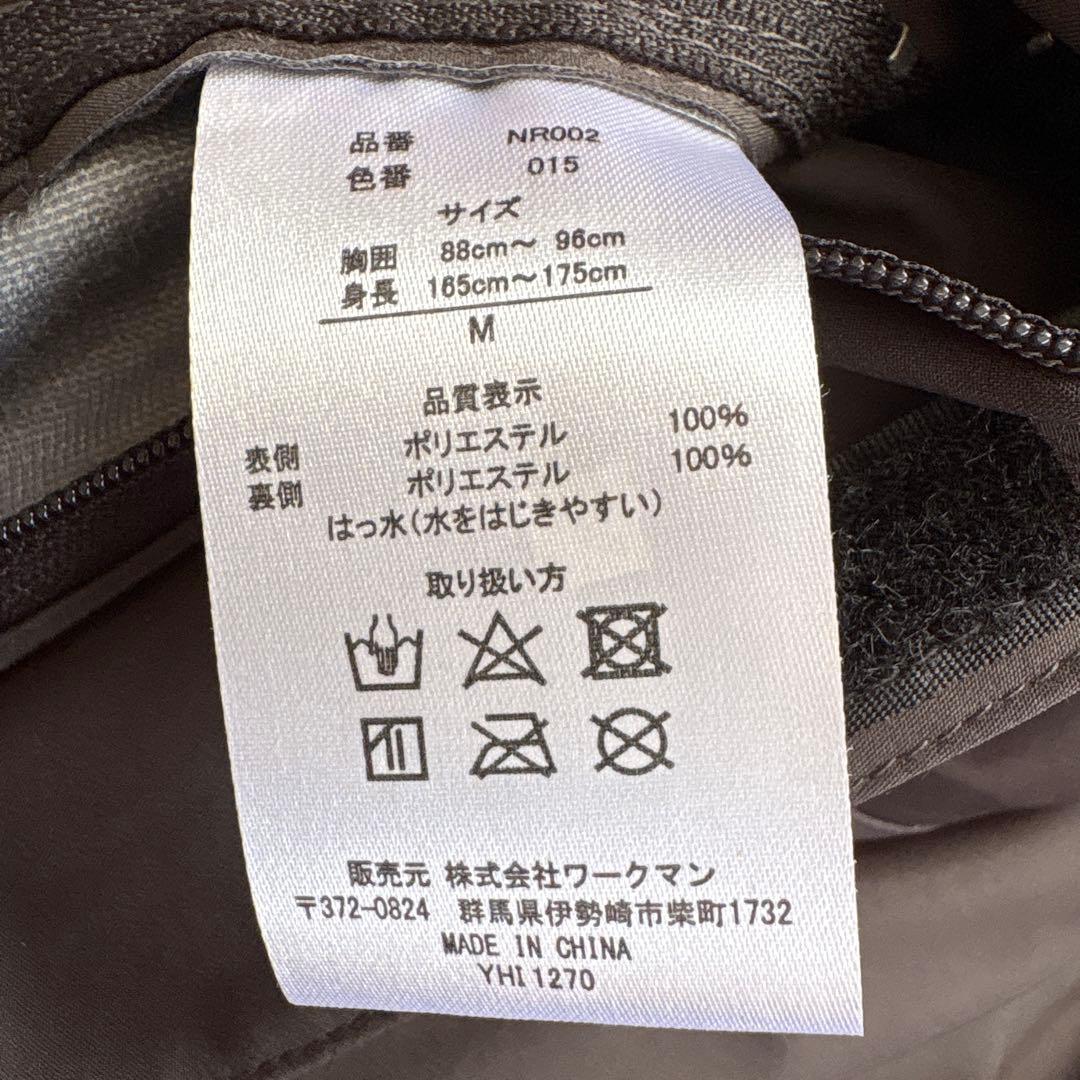 品番 NR002
色番 015
サイズ
胸囲 88cm～ 96cm
身長 165cm～175cm
M
品質表示
表側 ポリエステル 100%
裏側 ポリエステル 100%
はっ水(水をはじきやすい)
取り扱い方
販売元 株式会社ワークマン
〒372-0824 群馬県伊勢崎市柴町1732
MADE IN CHINA
YHI1270